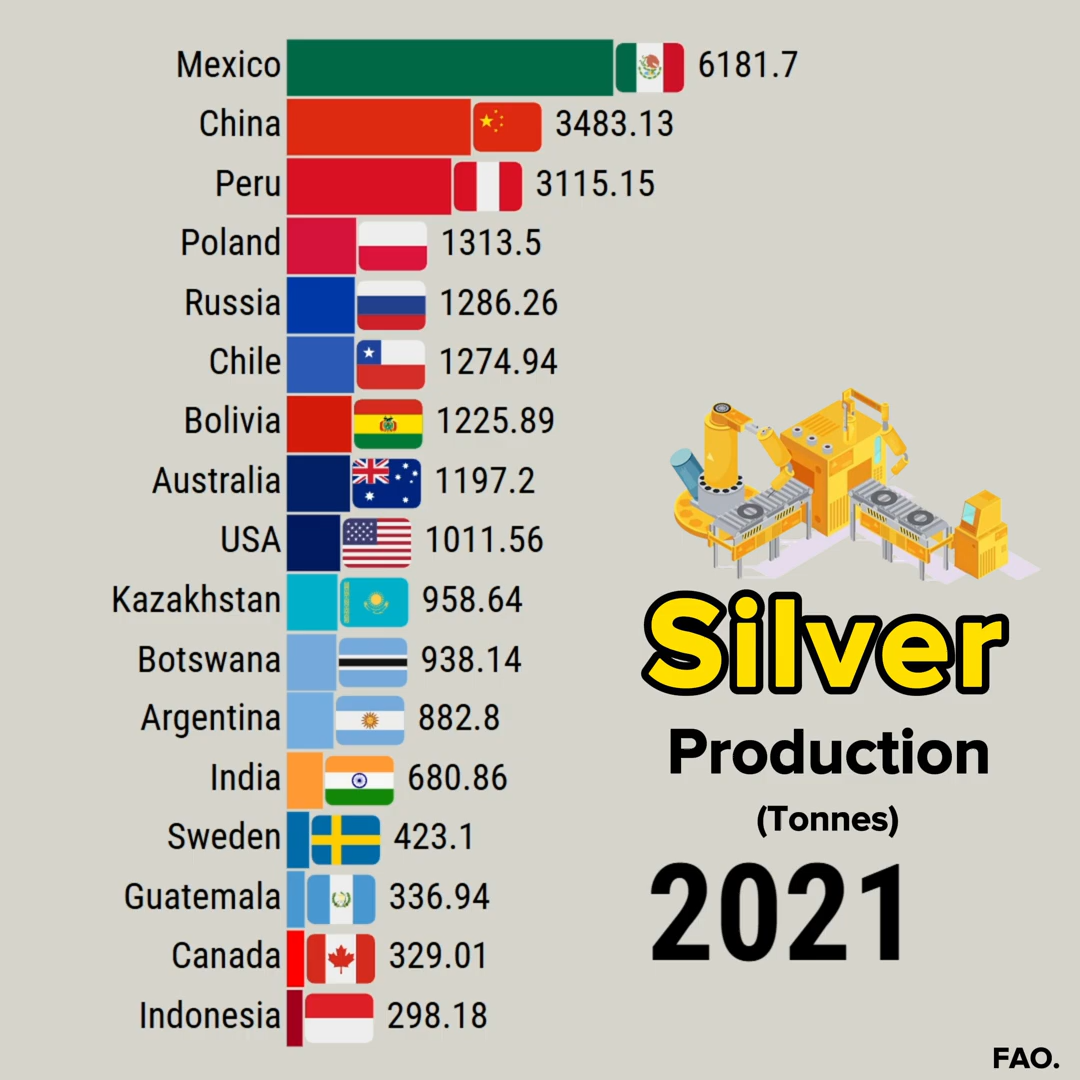 Mexico 6181.7
China 3483.13
Peru 3115.15
Poland 1313.5
Russia 1286.26
Chile 1274.94
Bolivia 1225.89
Australia 1197.2
USA 1011.56
Kazakhstan 958.64
Botswana 938.14
Argentina 882.8
India 680.86
Sweden 423.1
Guatemala 336.94
Canada 329.01
Indonesia 298.18
Silver
Production
(Tonnes)
2021
FAO.